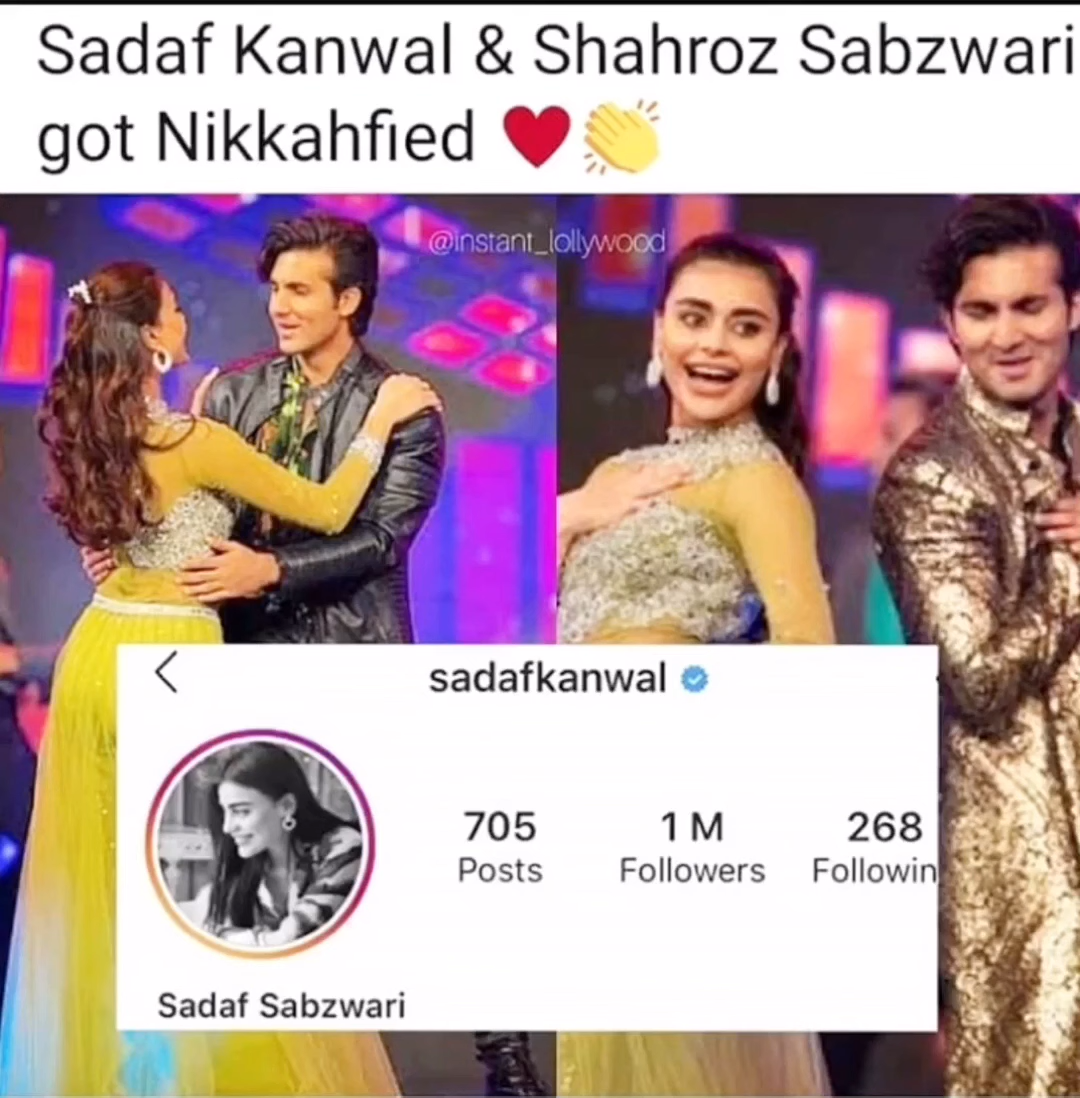 Sadaf Kanwal & Shahroz Sabzwari
got Nikkahfied ❤️👏
@instant_lollywood
sadafkanwal
705 1 M 268
Posts Followers Followin
Sadaf Sabzwari